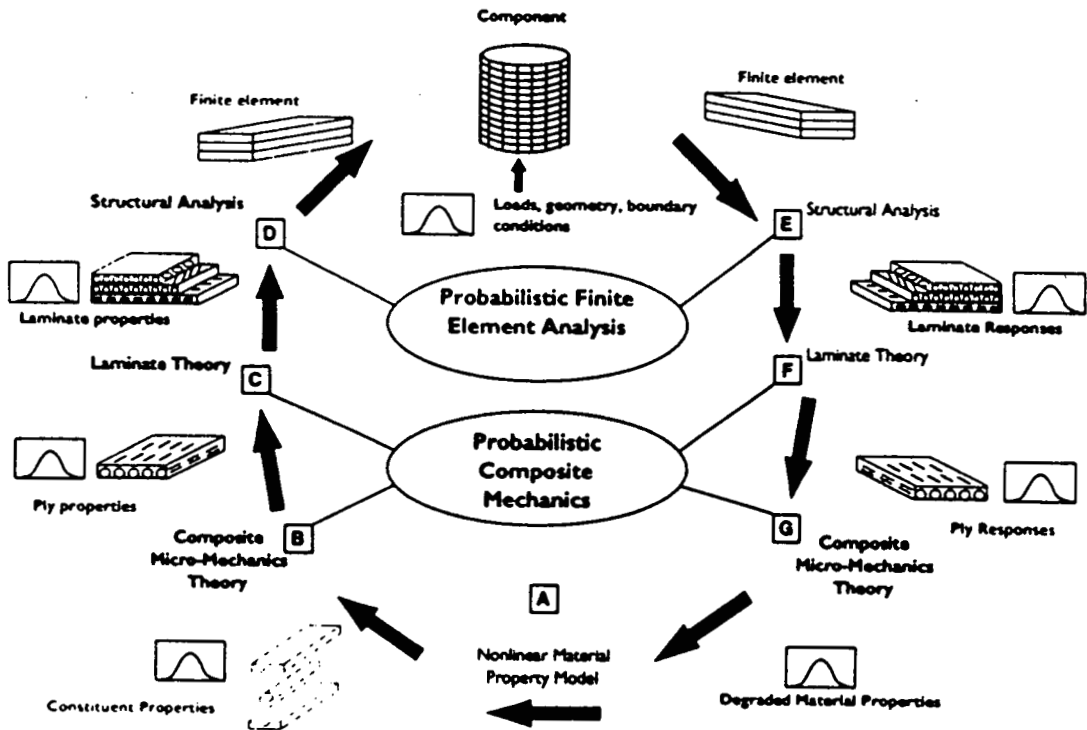 Component
Finite element
Finite element
Structural Analysis
D
Loads, geometry, boundary
conditions
E
Structural Analysis
Laminate properties
Probabilistic Finite
Element Analysis
Laminate Responses
Laminate Theory
C
F
Laminate Theory
Ply properties
Probabilistic
Composite
Mechanics
Ply Responses
Composite
Micro-Mechanics
Theory
B
G
Composite
Micro-Mechanics
Theory
A
Nonlinear Material
Property Model
Constituent Properties
Degraded Material Properties